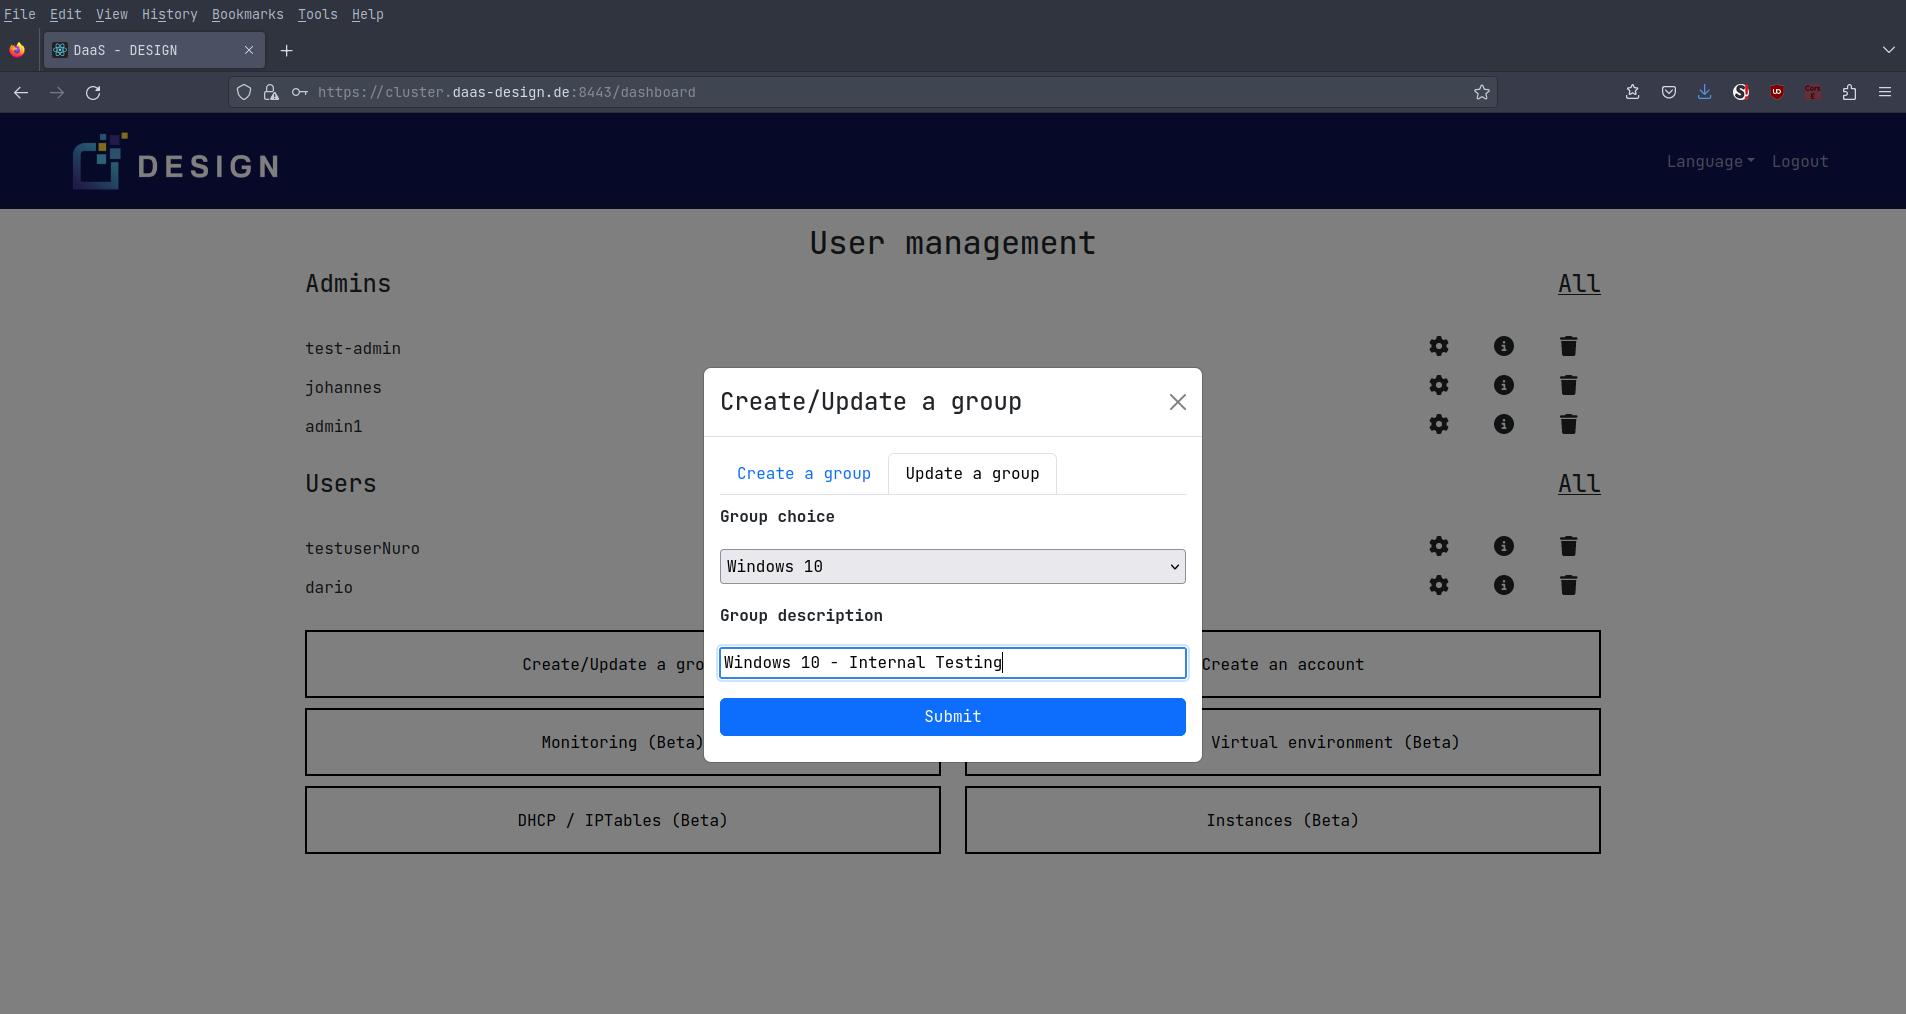 File Edit View History Bookmarks Tools Help
DaaS - DESIGN
https://cluster.daas-design.de:8443/dashboard
DESIGN
Language
Logout
User management
Admins
All
test-admin
johannes
admin1
Users
All
testuserNuro
dario
Create/Update a gro
Create an account
Monitoring (Beta)
Virtual environment (Beta)
DHCP / IPTables (Beta)
Instances (Beta)
Create/Update a group
Create a group
Update a group
Group choice
Windows 10
Group description
Windows 10 - Internal Testing
Submit